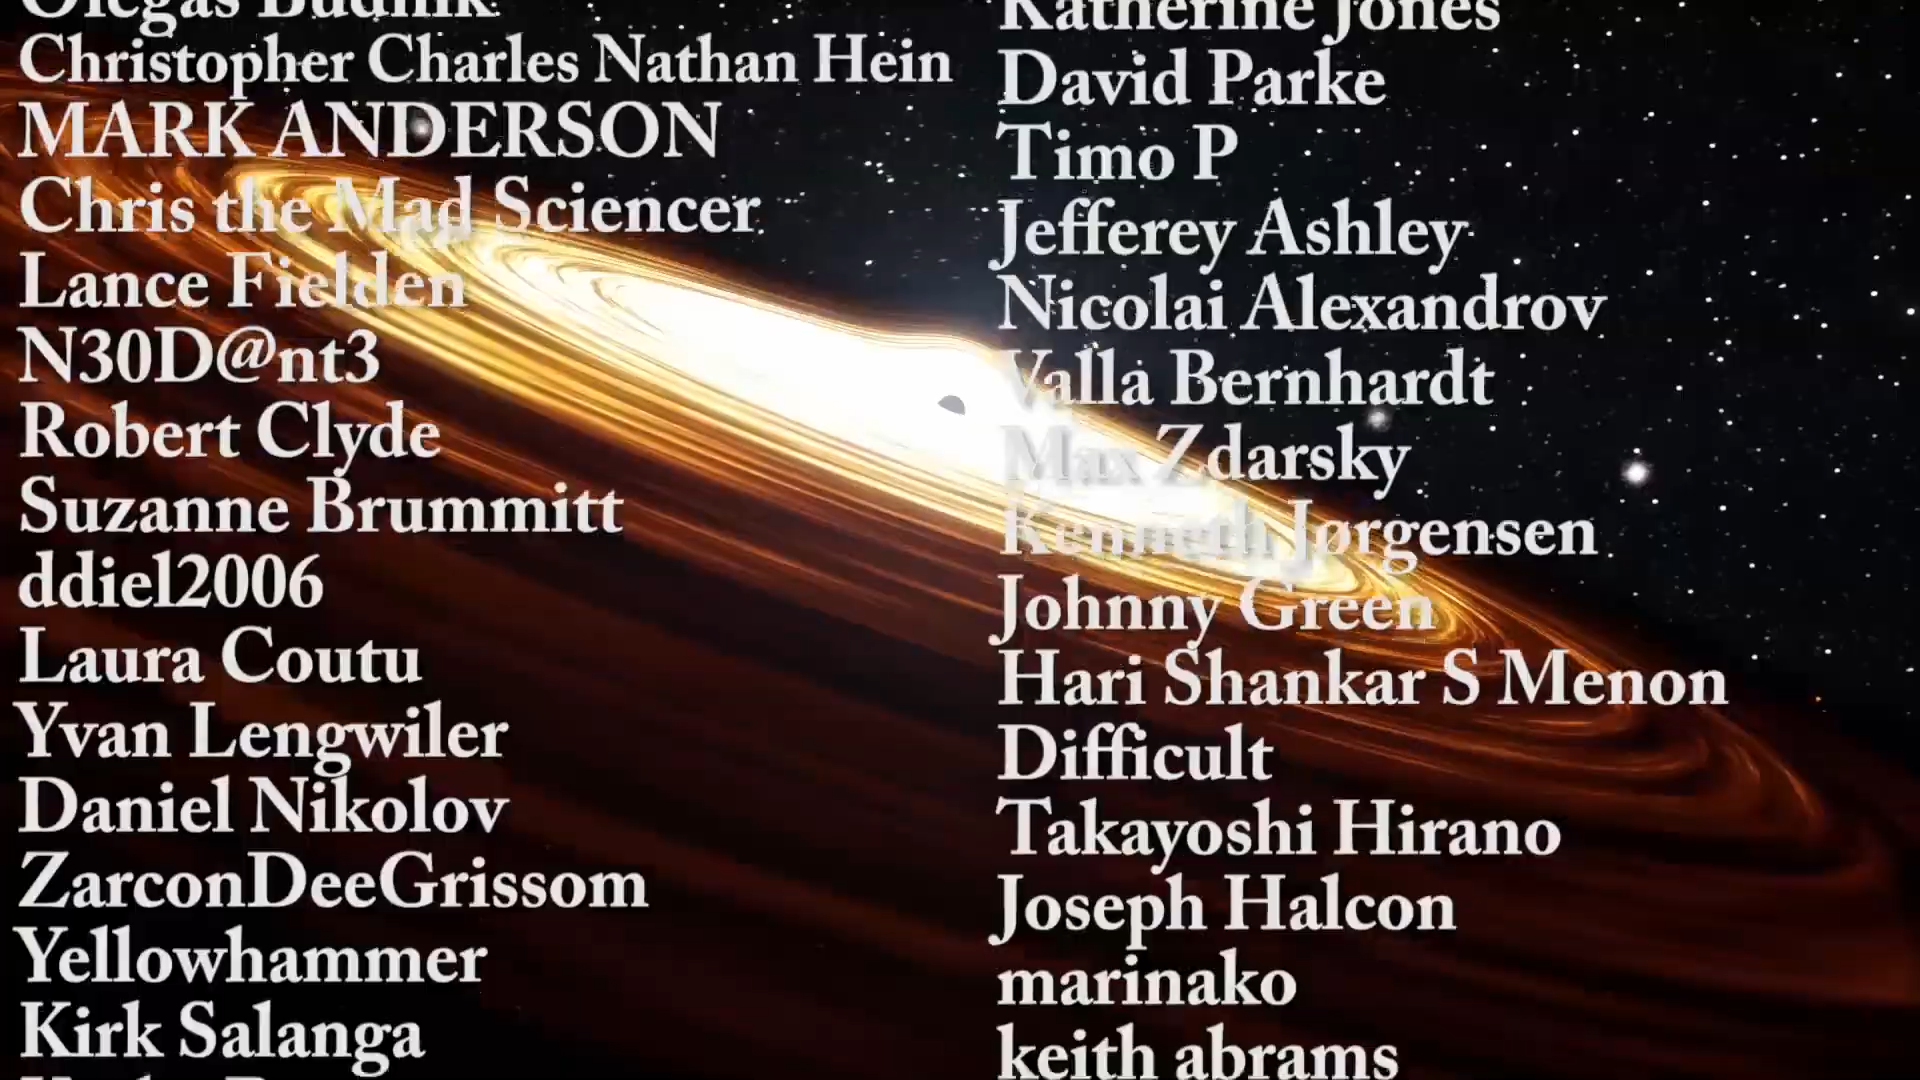 Olegas Budnik
Christopher Charles Nathan Hein
MARK ANDERSON
Chris the Mad Sciencer
Lance Fielden
N30D@nt3
Robert Clyde
Suzanne Brummitt
ddiel2006
Laura Coutu
Yvan Lengwiler
Daniel Nikolov
ZarconDeeGrissom
Yellowhammer
Kirk Salanga
Katherine Jones
David Parke
Timo P
Jefferey Ashley
Nicolai Alexandrov
Valla Bernhardt
Max Zdarsky
Kenneth Jørgensen
Johnny Green
Hari Shankar S Menon
Difficult
Takayoshi Hirano
Joseph Halcon
marinako
keith abrams